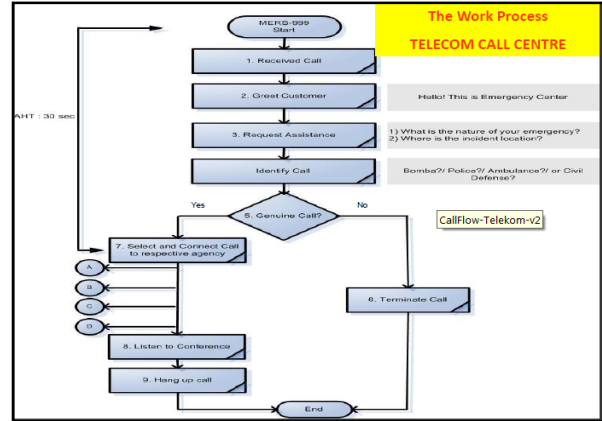 The Work Process
TELECOM CALL CENTRE
MERS-999
Start
1. Received Call
2. Greet Customer
Hello! This is Emergency Center
AHT : 30 sec
3. Request Assistance
1) What is the nature of your emergency?
2) Where is the incident location?
Identify Call
Bomba?/ Police?/ Ambulance?/ or Civil
Defense?
Yes
5. Genuine Call?
No
CallFlow-Telekom-v2
7. Select and Connect Call
to respective agency
A
B
C
D
6. Terminate Call
8. Listen to Conference
9. Hang up call
End